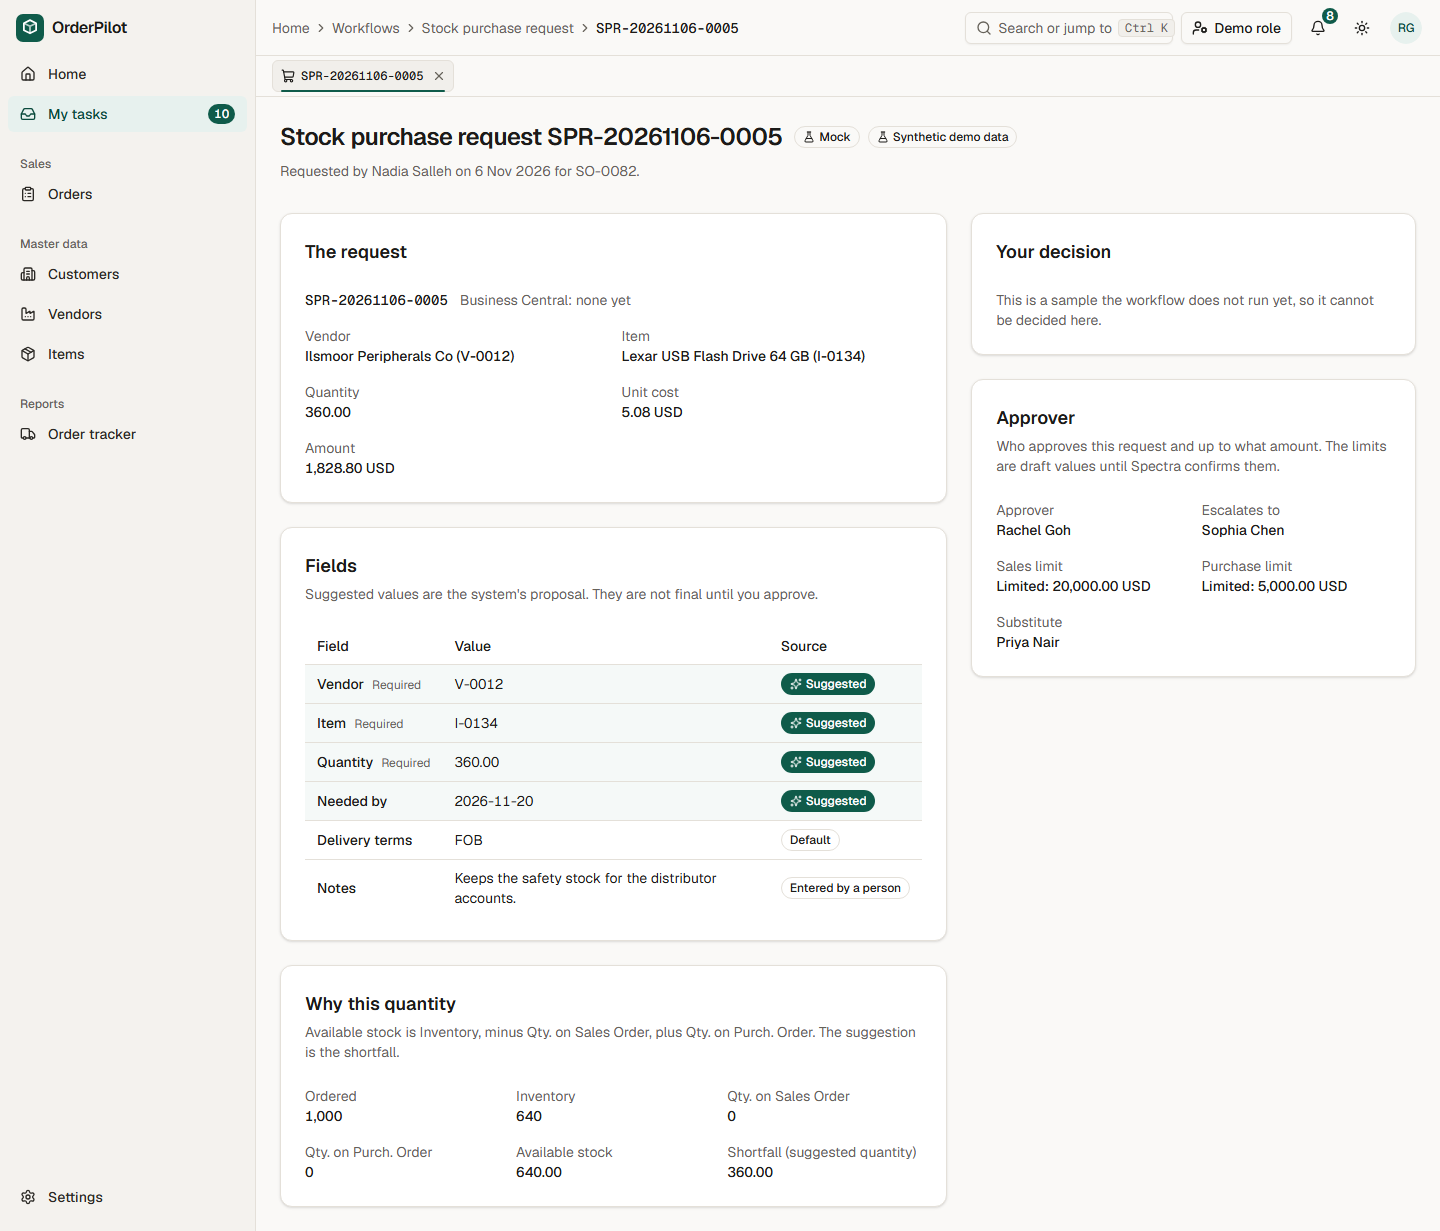 OrderPilot
Home
My tasks
10
Sales
Orders
Master data
Customers
Vendors
Items
Reports
Order tracker
Settings
Home > Workflows > Stock purchase request > SPR-20261106-0005
Search or jump to Ctrl K
Demo role
8
RG
SPR-20261106-0005
Stock purchase request SPR-20261106-0005
Mock
Synthetic demo data
Requested by Nadia Salleh on 6 Nov 2026 for SO-0082.
The request
SPR-20261106-0005 Business Central: none yet
Vendor
Ilsmoor Peripherals Co (V-0012)
Item
Lexar USB Flash Drive 64 GB (I-0134)
Quantity
360.00
Unit cost
5.08 USD
Amount
1,828.80 USD
Fields
Suggested values are the system's proposal. They are not final until you approve.
Field Value Source
Vendor Required V-0012 Suggested
Item Required I-0134 Suggested
Quantity Required 360.00 Suggested
Needed by 2026-11-20 Suggested
Delivery terms FOB Default
Notes Keeps the safety stock for the distributor
accounts. Entered by a person
Why this quantity
Available stock is Inventory, minus Qty. on Sales Order, plus Qty. on Purch. Order. The suggestion
is the shortfall.
Ordered
1,000
Inventory
640
Qty. on Sales Order
0
Qty. on Purch. Order
0
Available stock
640.00
Shortfall (suggested quantity)
360.00
Your decision
This is a sample the workflow does not run yet, so it cannot
be decided here.
Approver
Who approves this request and up to what amount. The limits
are draft values until Spectra confirms them.
Approver
Rachel Goh
Escalates to
Sophia Chen
Sales limit
Limited: 20,000.00 USD
Purchase limit
Limited: 5,000.00 USD
Substitute
Priya Nair